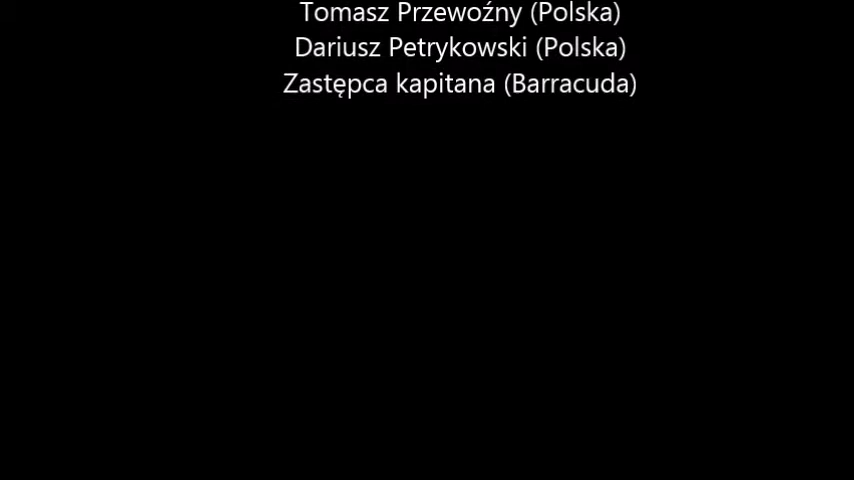 Tomasz Przewoźny (Polska)
Dariusz Petrykowski (Polska)
Zastępca kapitana (Barracuda)